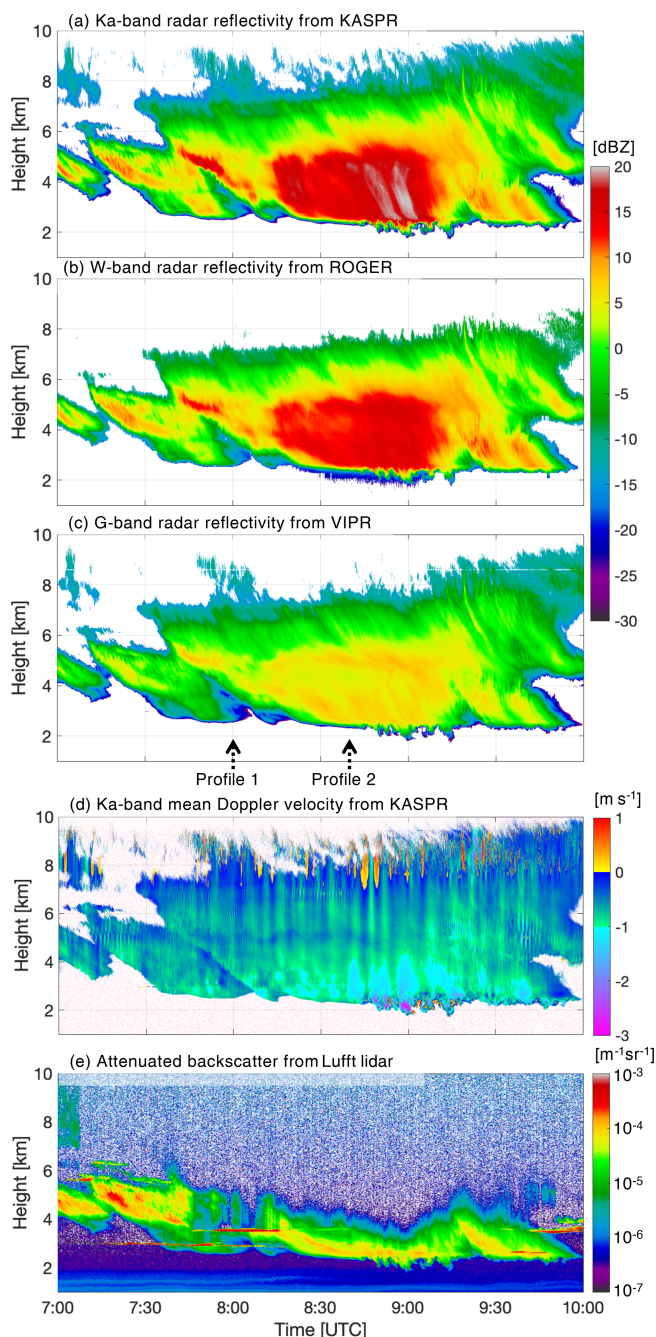 (a) Ka-band radar reflectivity from KASPR
10
8
6
4
2
Height [km]
[dBZ]
20
15
10
5
0
-5
-10
-15
-20
-25
-30
(b) W-band radar reflectivity from ROGER
10
8
6
4
2
Height [km]
(c) G-band radar reflectivity from VIPR
10
8
6
4
2
Height [km]
Profile 1 Profile 2
(d) Ka-band mean Doppler velocity from KASPR
[m s⁻¹]
10
8
6
4
2
Height [km]
1
0
-1
-2
-3
(e) Attenuated backscatter from Lufft lidar
[m⁻¹sr⁻¹]
10
8
6
4
2
Height [km]
10⁻³
10⁻⁴
10⁻⁵
10⁻⁶
10⁻⁷
7:00 7:30 8:00 8:30 9:00 9:30 10:00
Time [UTC]